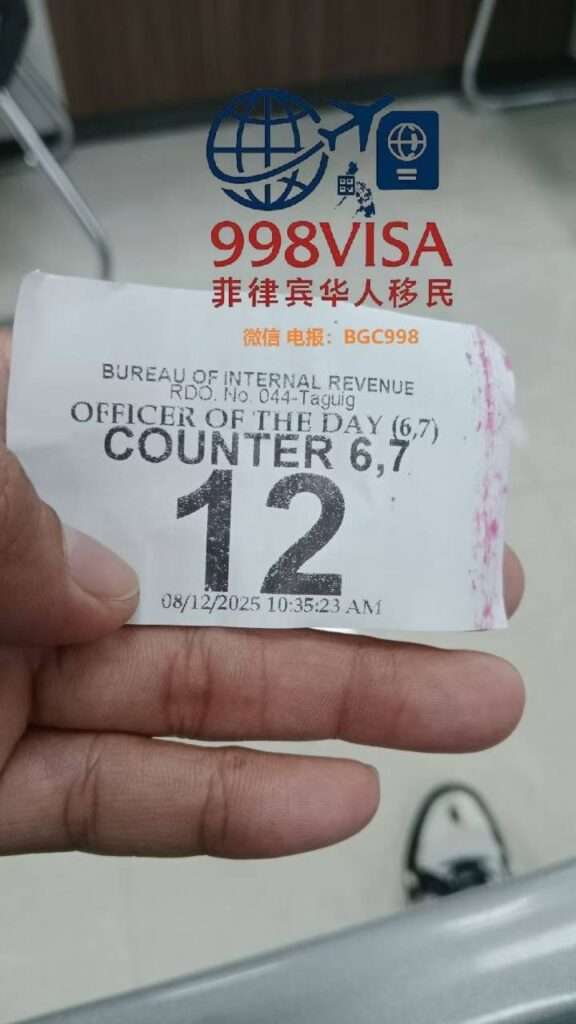 998VISA
菲律宾华人移民
微信 电报：BGC998
BUREAU OF INTERNAL REVENUE
RDO. No. 044-Taguig
OFFICER OF THE DAY (6,7)
COUNTER 6,7
12
08/12/2025 10:35:23 AM